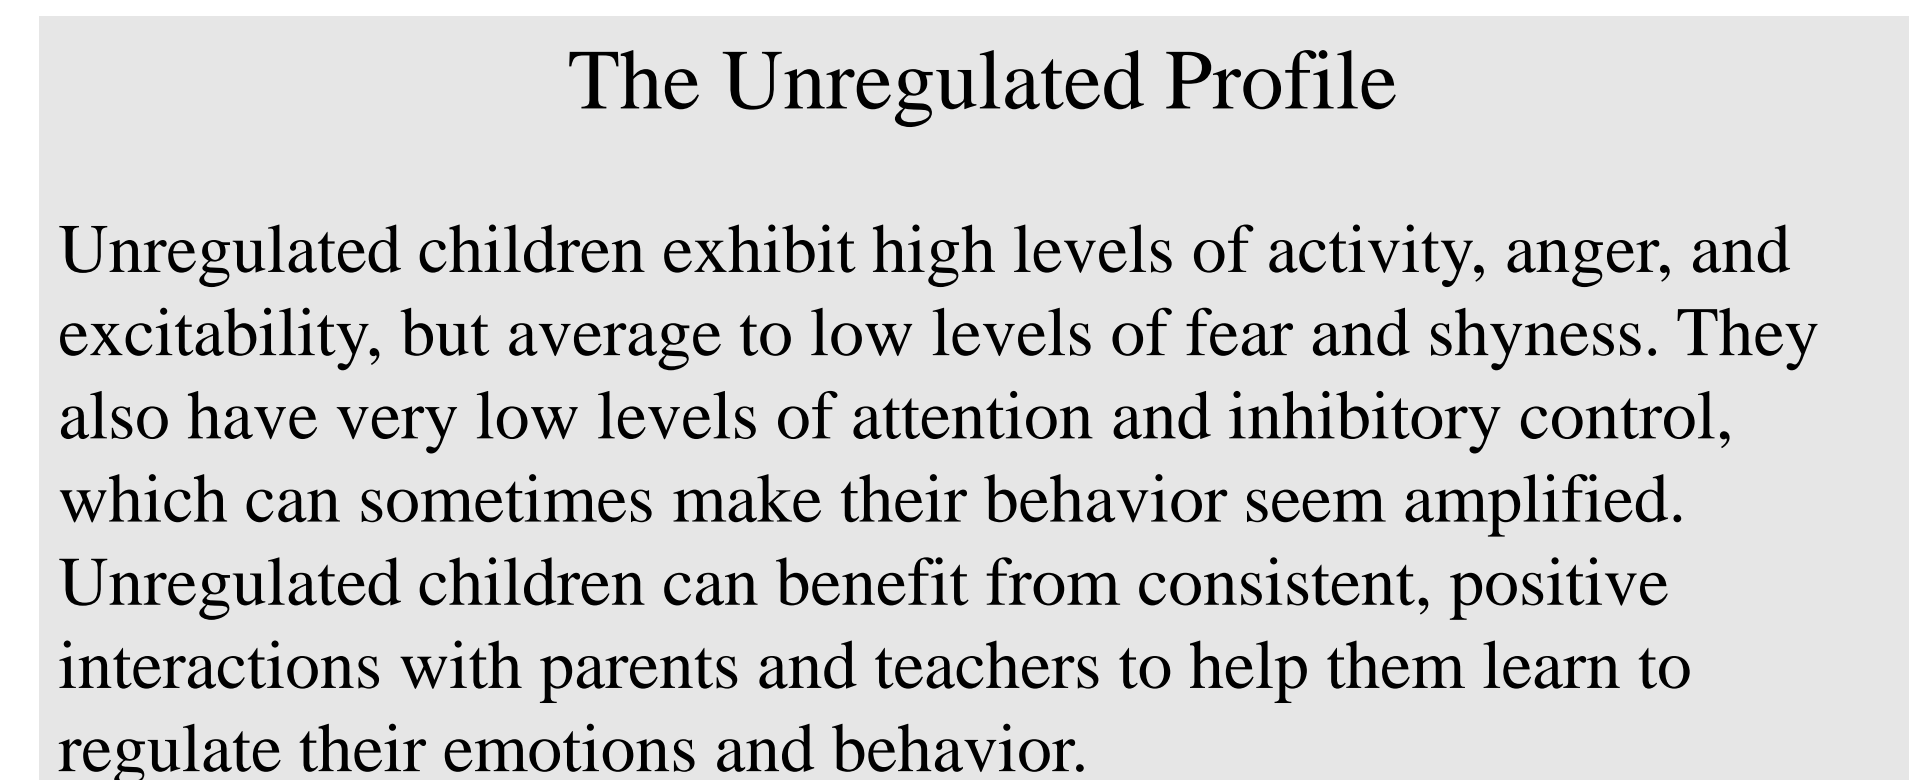 The Unregulated Profile
Unregulated children exhibit high levels of activity, anger, and
excitability, but average to low levels of fear and shyness. They
also have very low levels of attention and inhibitory control,
which can sometimes make their behavior seem amplified.
Unregulated children can benefit from consistent, positive
interactions with parents and teachers to help them learn to
regulate their emotions and behavior.